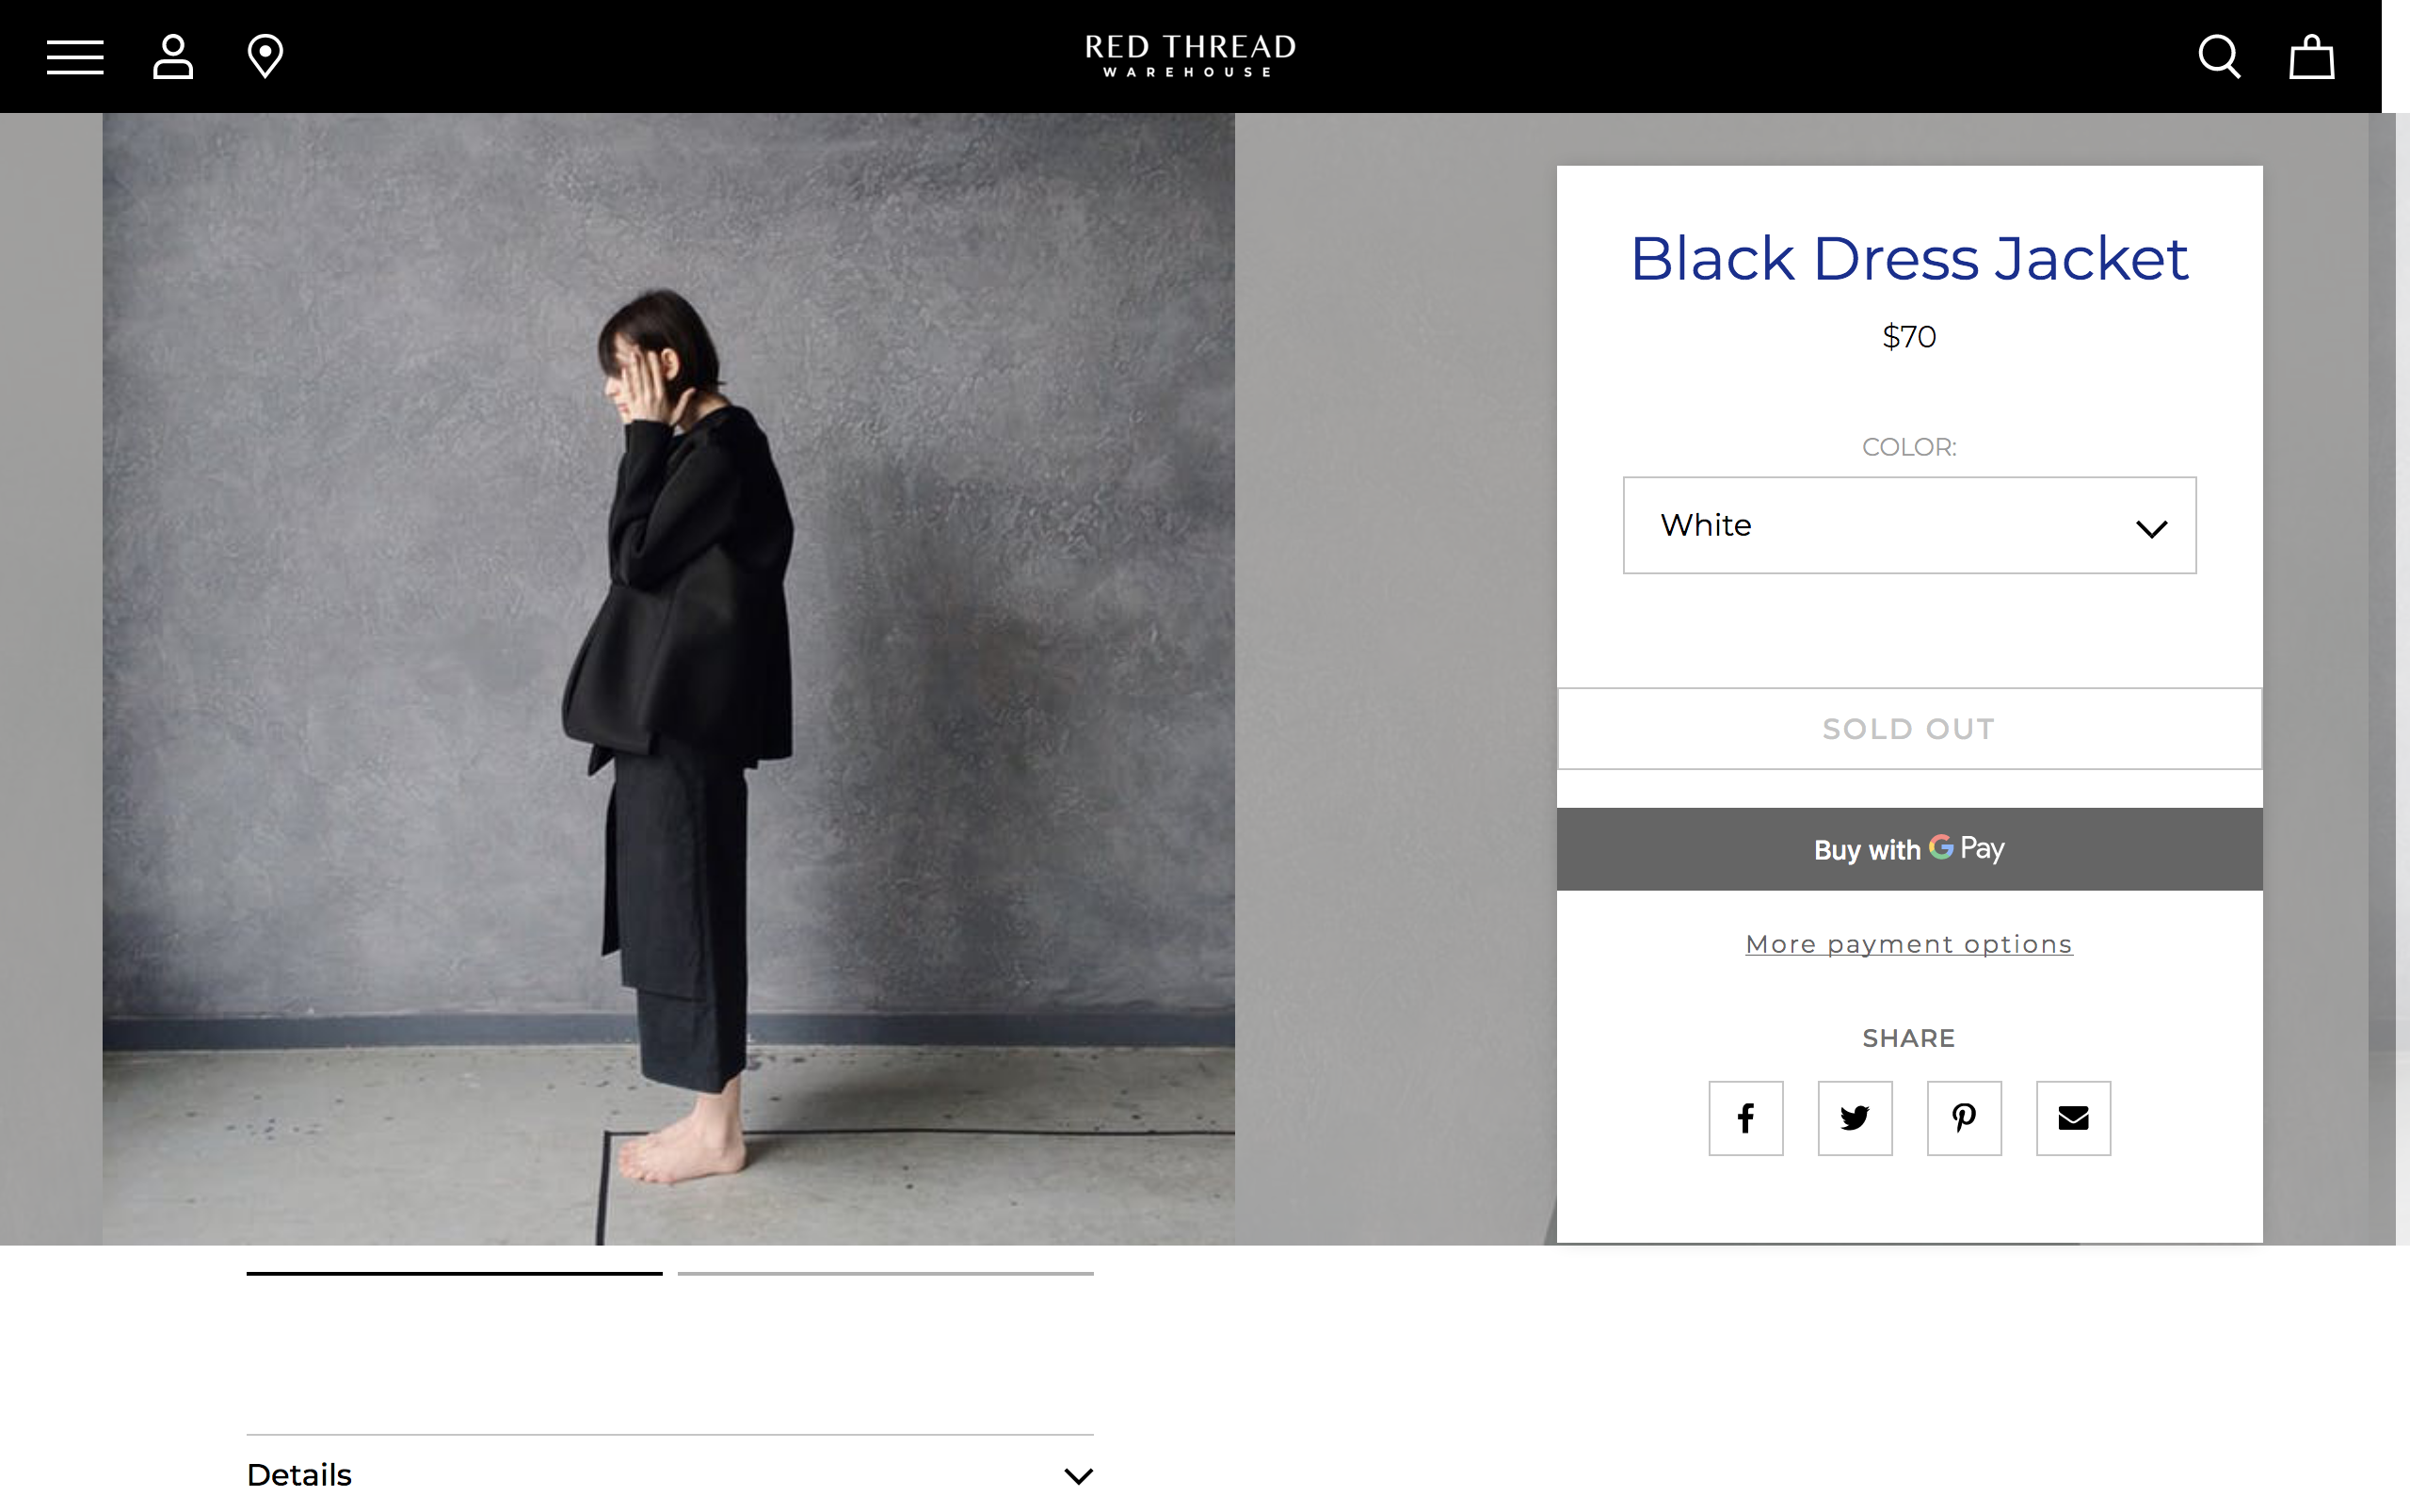 RED THREAD
WAREHOUSE
Black Dress Jacket
$70
COLOR:
White
SOLD OUT
Buy with G Pay
More payment options
SHARE
Details